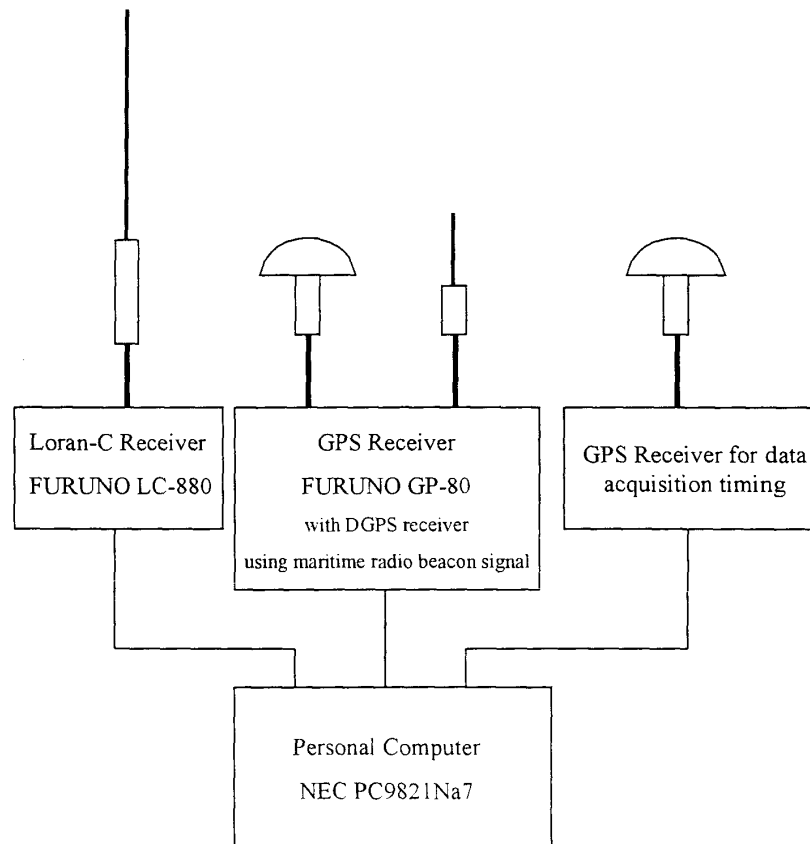 Loran-C Receiver
FURUNO LC-880
GPS Receiver
FURUNO GP-80
with DGPS receiver
using maritime radio beacon signal
GPS Receiver for data
acquisition timing
Personal Computer
NEC PC9821Na7